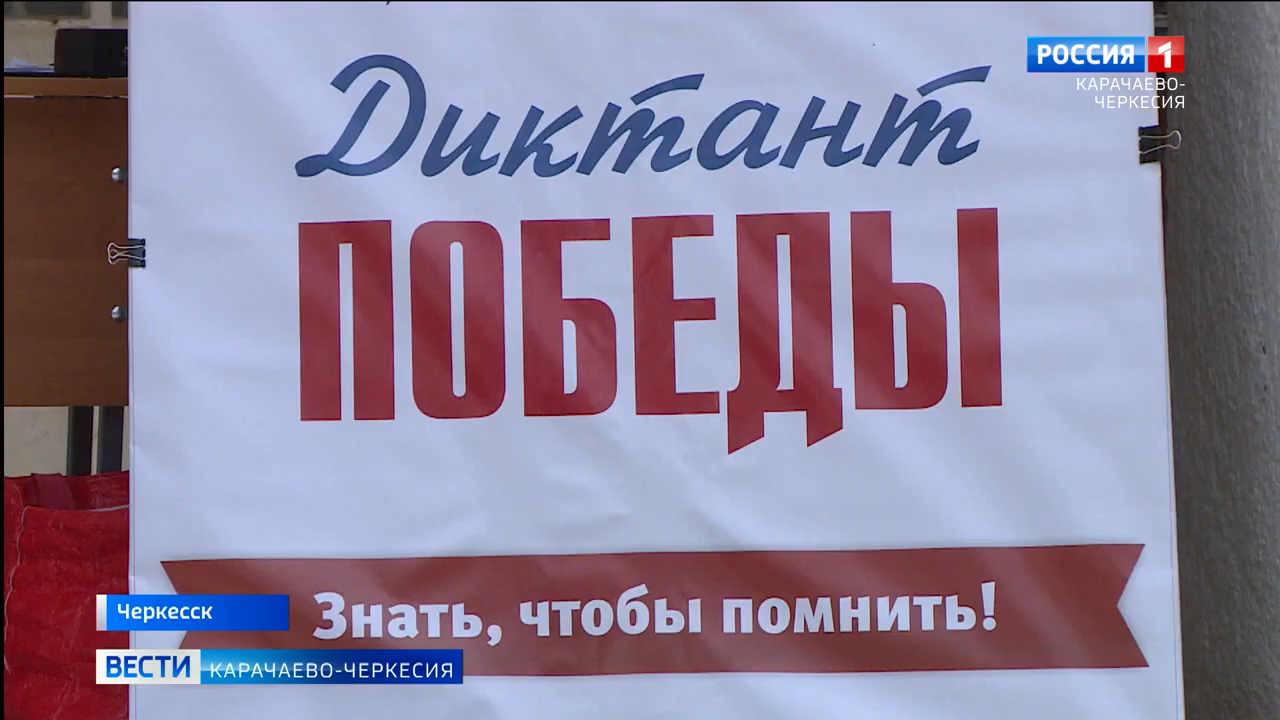 РОССИЯ 1
КАРАЧАЕВО-
ЧЕРКЕСИЯ
Диктант
ПОБЕДЫ
Знать, чтобы помнить!
Черкесск
ВЕСТИ КАРАЧАЕВО-ЧЕРКЕСИЯ